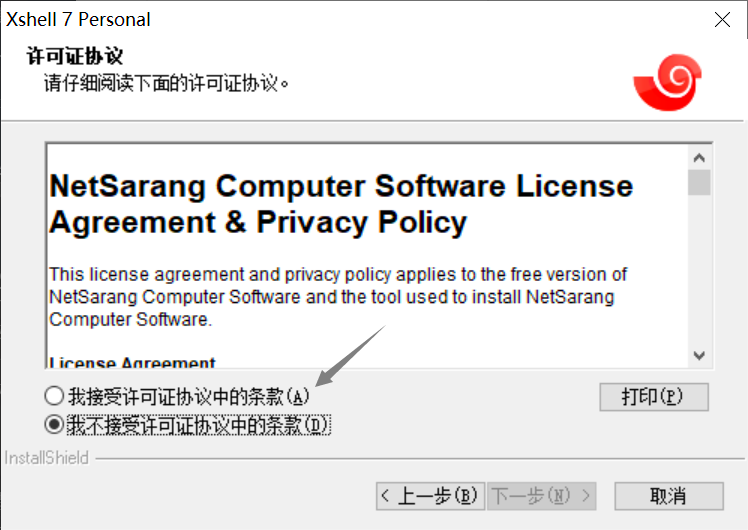 Xshell 7 Personal
许可证协议
请仔细阅读下面的许可证协议。
NetSarang Computer Software License
Agreement & Privacy Policy
This license agreement and privacy policy applies to the free version of
NetSarang Computer Software and the tool used to install NetSarang
Computer Software.
License Agreement
我接受许可证协议中的条款(A)
打印(P)
我不接受许可证协议中的条款(D)
InstallShield
< 上一步(B)
下一步(N) >
取消